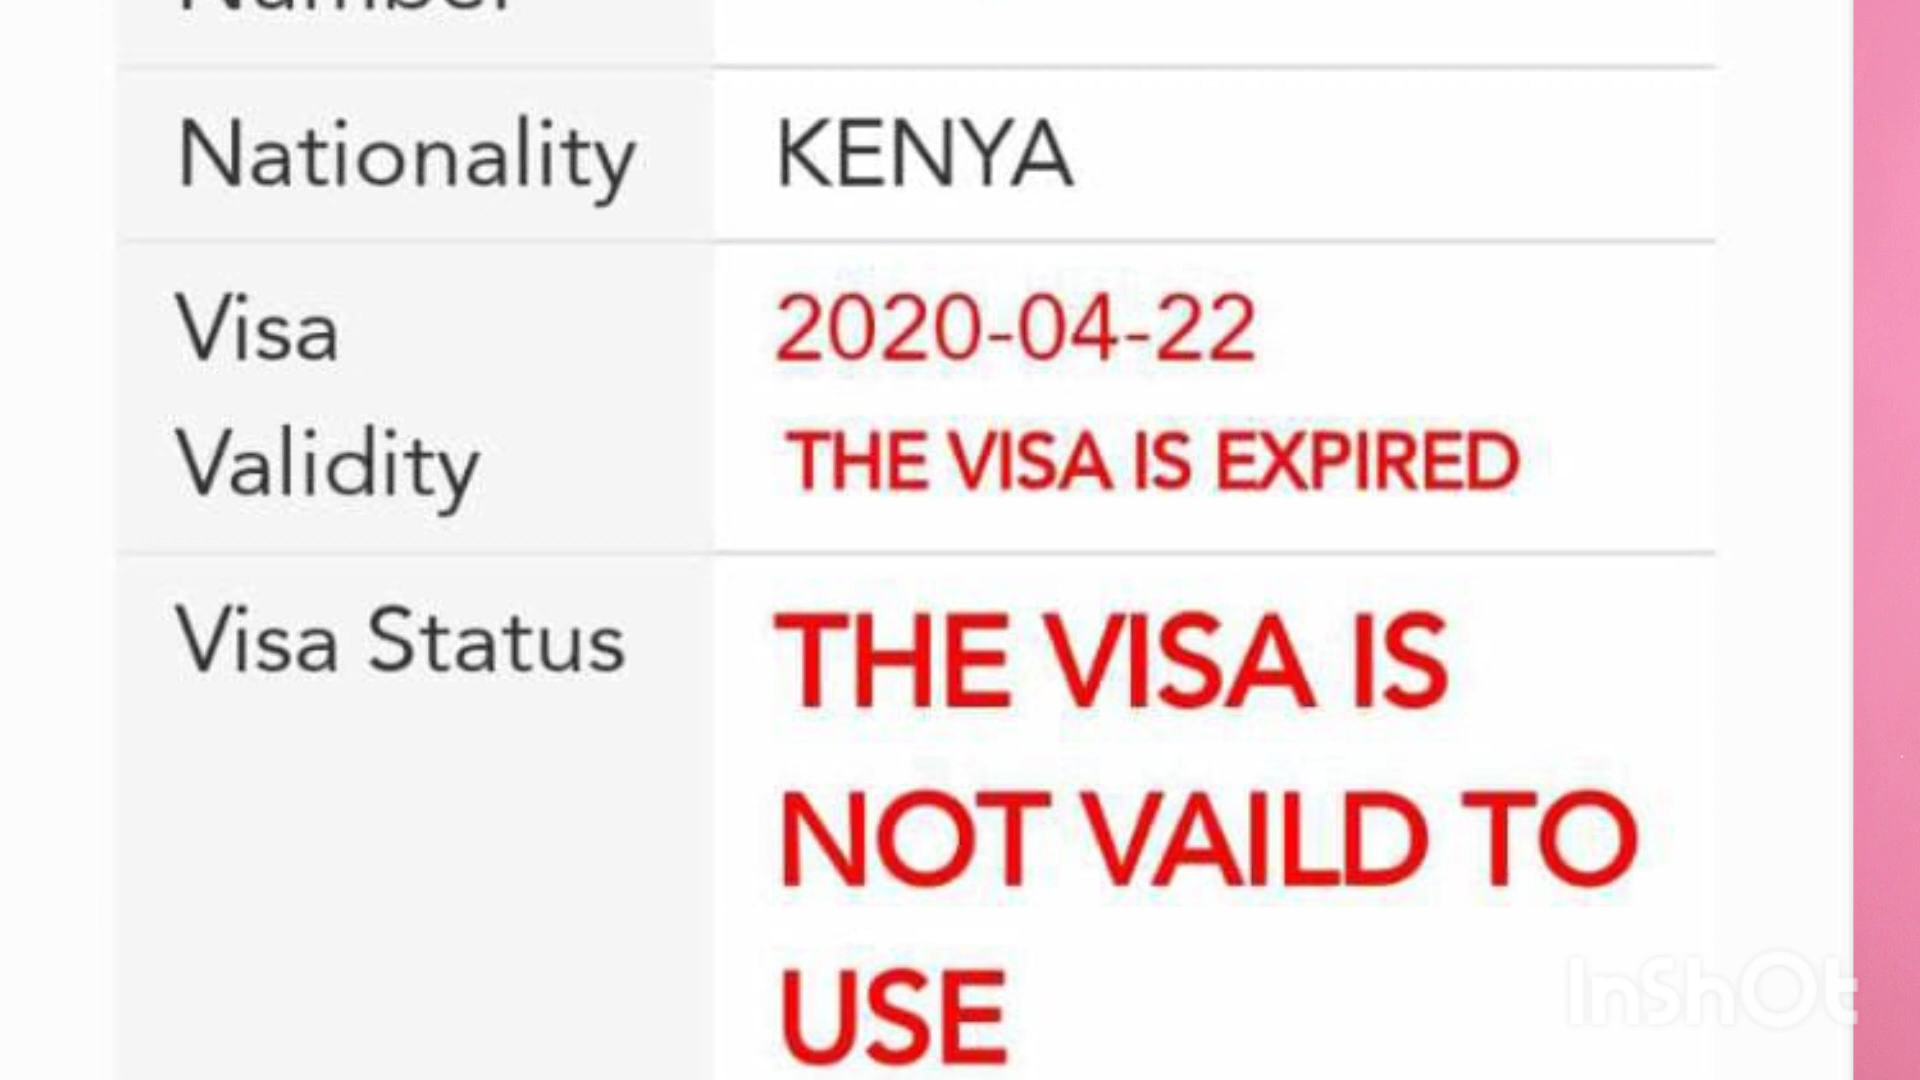 Number
Nationality KENYA
Visa 2020-04-22
Validity THE VISA IS EXPIRED
Visa Status THE VISA IS
NOT VAILD TO
USE
InShOt